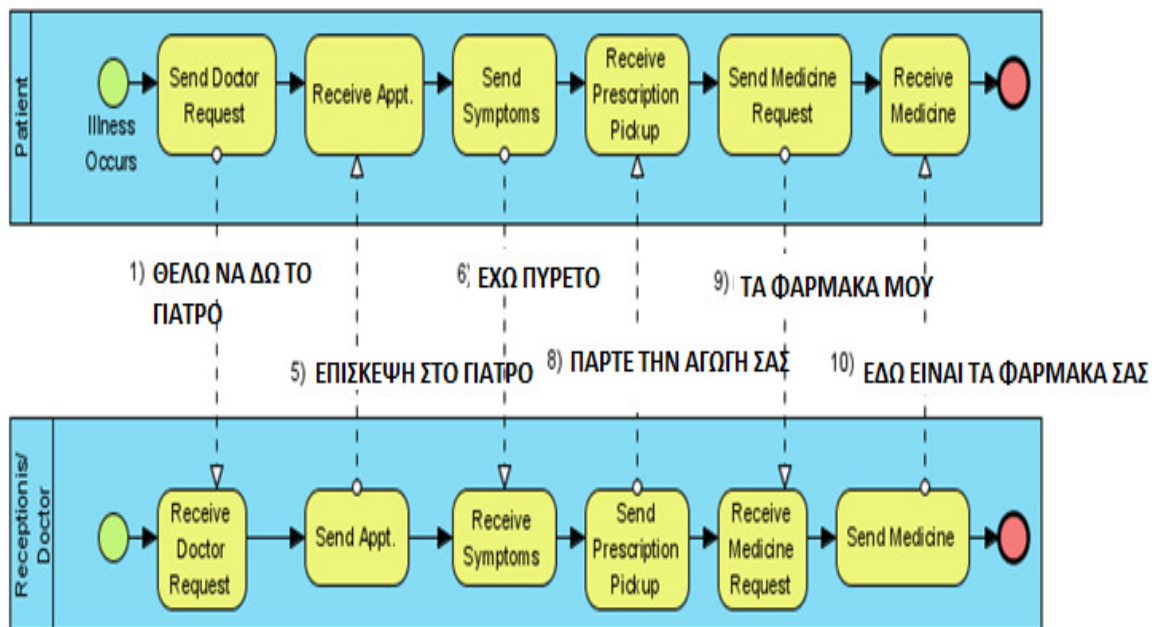 Patient
Illness
Occurs
Send Doctor
Request
Receive Appt.
Send
Symptoms
Receive
Prescription
Pickup
Send Medicine
Request
Receive
Medicine
1) ΘΕΛΩ ΝΑ ΔΩ ΤΟ
ΓΙΑΤΡΟ
5) ΕΠΙΣΚΕΨΗ ΣΤΟ ΓΙΑΤΡΟ
6) ΕΧΩ ΠΥΡΕΤΟ
8) ΠΑΡΤΕ ΤΗΝ ΑΓΩΓΗ ΣΑΣ
9) ΤΑ ΦΑΡΜΑΚΑ ΜΟΥ
10) ΕΔΩ ΕΙΝΑΙ ΤΑ ΦΑΡΜΑΚΑ ΣΑΣ
Receptionis/
Doctor
Receive
Doctor
Request
Send Appt.
Receive
Symptoms
Send
Prescription
Pickup
Receive
Medicine
Request
Send Medicine